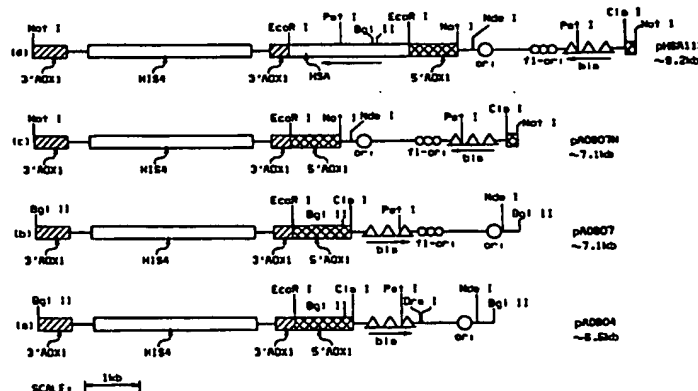 EcoR I
Pst I
Bgl II
EcoR I
Not I
Nde I
Cla I
Not I
Pst I
Not I
(d)
ori
f1-ori
bla
3'AOX1
HIS4
3'AOX1
HSA
5'AOX1
~9.2kb
Not I
EcoR I
Not I
Nde I
Pst I
Cla I
Not I
(c)
ori
f1-ori
bla
3'AOX1
HIS4
3'AOX1
5'AOX1
pAO807N
~7.1kb
Bgl II
EcoR I
Bgl II
Cla I
Pst I
Nde I
Bgl II
(b)
bla
f1-ori
ori
3'AOX1
HIS4
3'AOX1
5'AOX1
pAO807
~7.1kb
Bgl II
EcoR I
Bgl II
Cla I
Pst I
Dra I
Nde I
Bgl II
(a)
bla
ori
3'AOX1
HIS4
3'AOX1
5'AOX1
pAO804
SCALE: 1kb